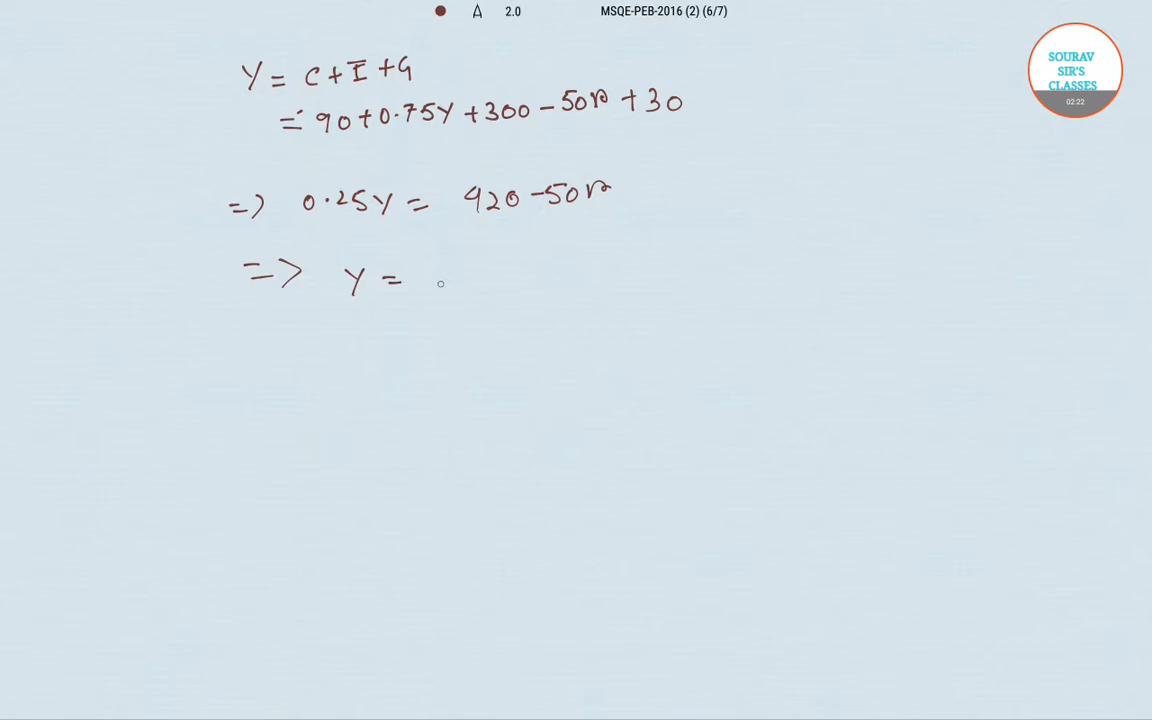 2.0 MSQE-PEB-2016 (2) (6/7)
SOURAV
SIR'S
CLASSES
02:22
Y = C + I + G
= 90 + 0.75Y + 300 - 50r + 30
=> 0.25Y = 420 - 50r
=> Y =